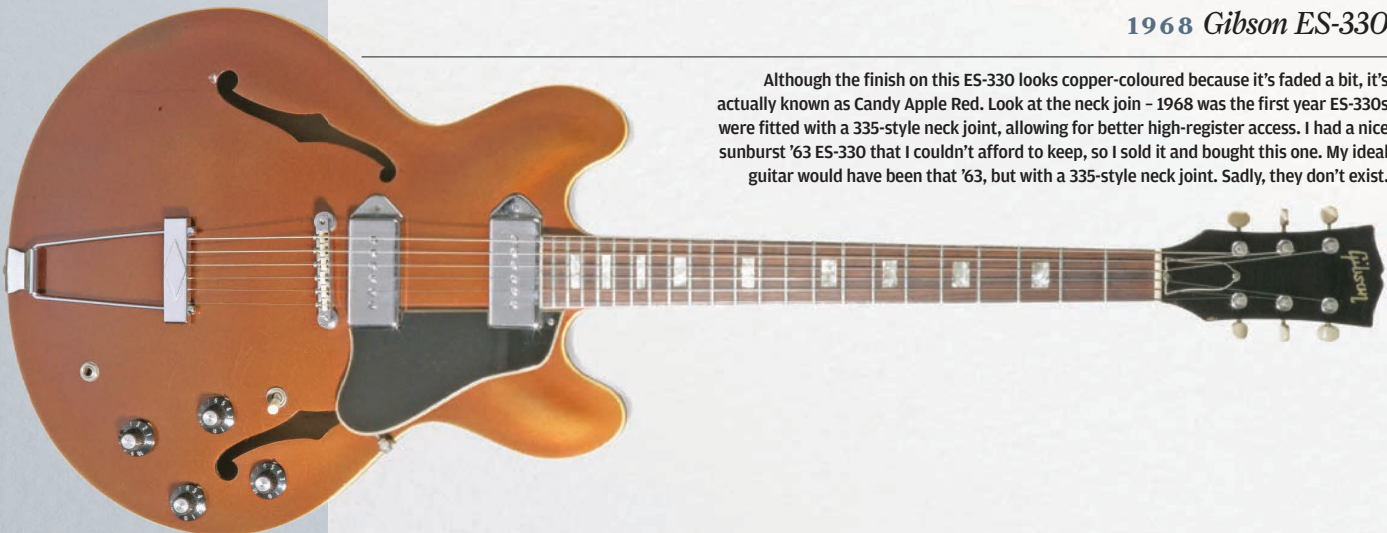 1968 Gibson ES-330
Although the finish on this ES-330 looks copper-coloured because it's faded a bit, it's
actually known as Candy Apple Red. Look at the neck join – 1968 was the first year ES-330s
were fitted with a 335-style neck joint, allowing for better high-register access. I had a nice
sunburst '63 ES-330 that I couldn't afford to keep, so I sold it and bought this one. My ideal
guitar would have been that '63, but with a 335-style neck joint. Sadly, they don't exist.
Gibson